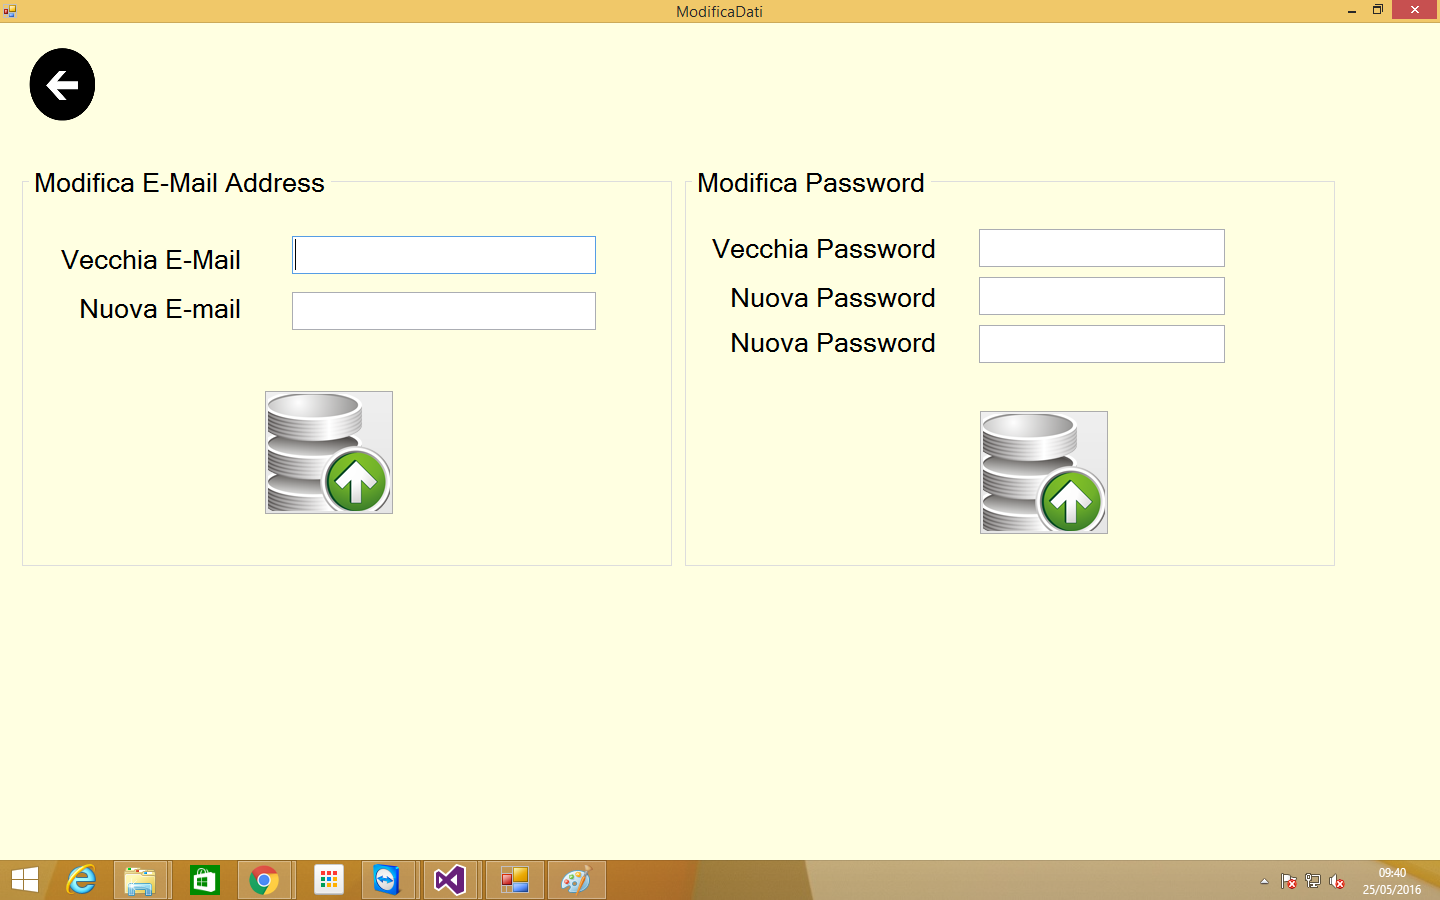 ModificaDati
Modifica E-Mail Address
Vecchia E-Mail
Nuova E-mail
Modifica Password
Vecchia Password
Nuova Password
Nuova Password
09:40
25/05/2016